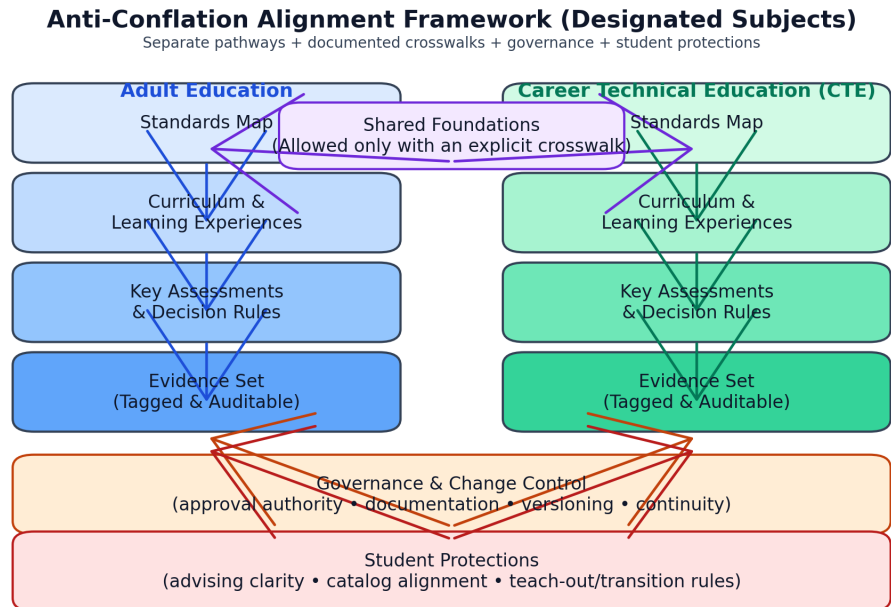 Anti-Conflation Alignment Framework (Designated Subjects)
Separate pathways + documented crosswalks + governance + student protections
Adult Education
Standards Map
Curriculum &
Learning Experiences
Key Assessments
& Decision Rules
Evidence Set
(Tagged & Auditable)
Shared Foundations
(Allowed only with an explicit crosswalk)
Career Technical Education (CTE)
Standards Map
Curriculum &
Learning Experiences
Key Assessments
& Decision Rules
Evidence Set
(Tagged & Auditable)
Governance & Change Control
(approval authority • documentation • versioning • continuity)
Student Protections
(advising clarity • catalog alignment • teach-out/transition rules)